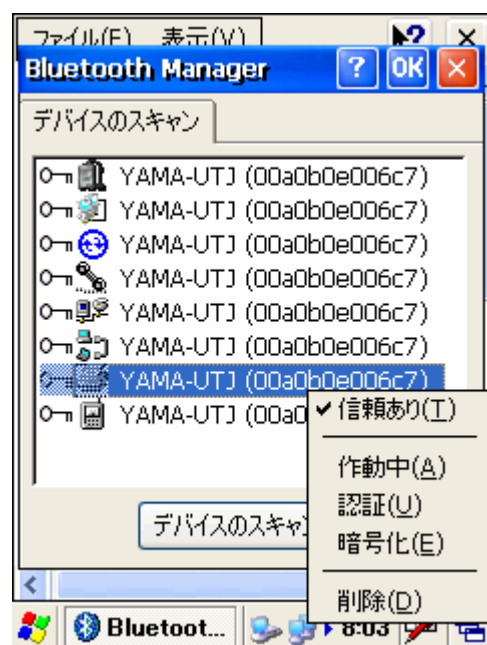 ファイル(F) 表示(V)
Bluetooth Manager ? OK
デバイスのスキャン
YAMA-UTJ (00a0b0e006c7)
YAMA-UTJ (00a0b0e006c7)
YAMA-UTJ (00a0b0e006c7)
YAMA-UTJ (00a0b0e006c7)
YAMA-UTJ (00a0b0e006c7)
YAMA-UTJ (00a0b0e006c7)
YAMA-UTJ (00a0b0e006c7)
YAMA-UTJ (00a0
信頼あり(T)
作動中(A)
認証(U)
暗号化(E)
削除(D)
デバイスのスキャン
Bluetoot... 8:03